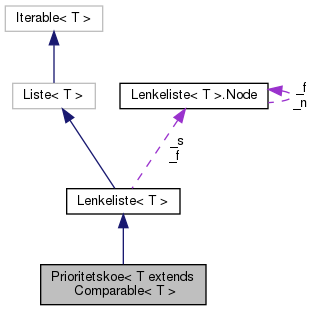 Iterable< T >
Liste< T >
Lenkeliste< T >.Node
_f
_n
_s
_f
Lenkeliste< T >
Prioritetskoe< T extends
Comparable< T >